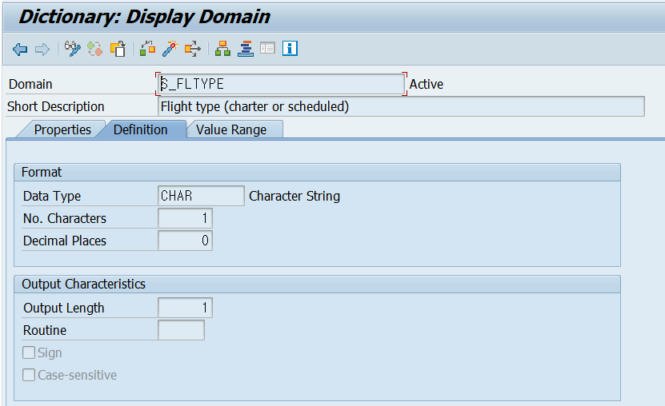 Dictionary: Display Domain
Domain S_FLTYPE Active
Short Description Flight type (charter or scheduled)
Properties Definition Value Range
Format
Data Type CHAR Character String
No. Characters 1
Decimal Places 0
Output Characteristics
Output Length 1
Routine
Sign
Case-sensitive